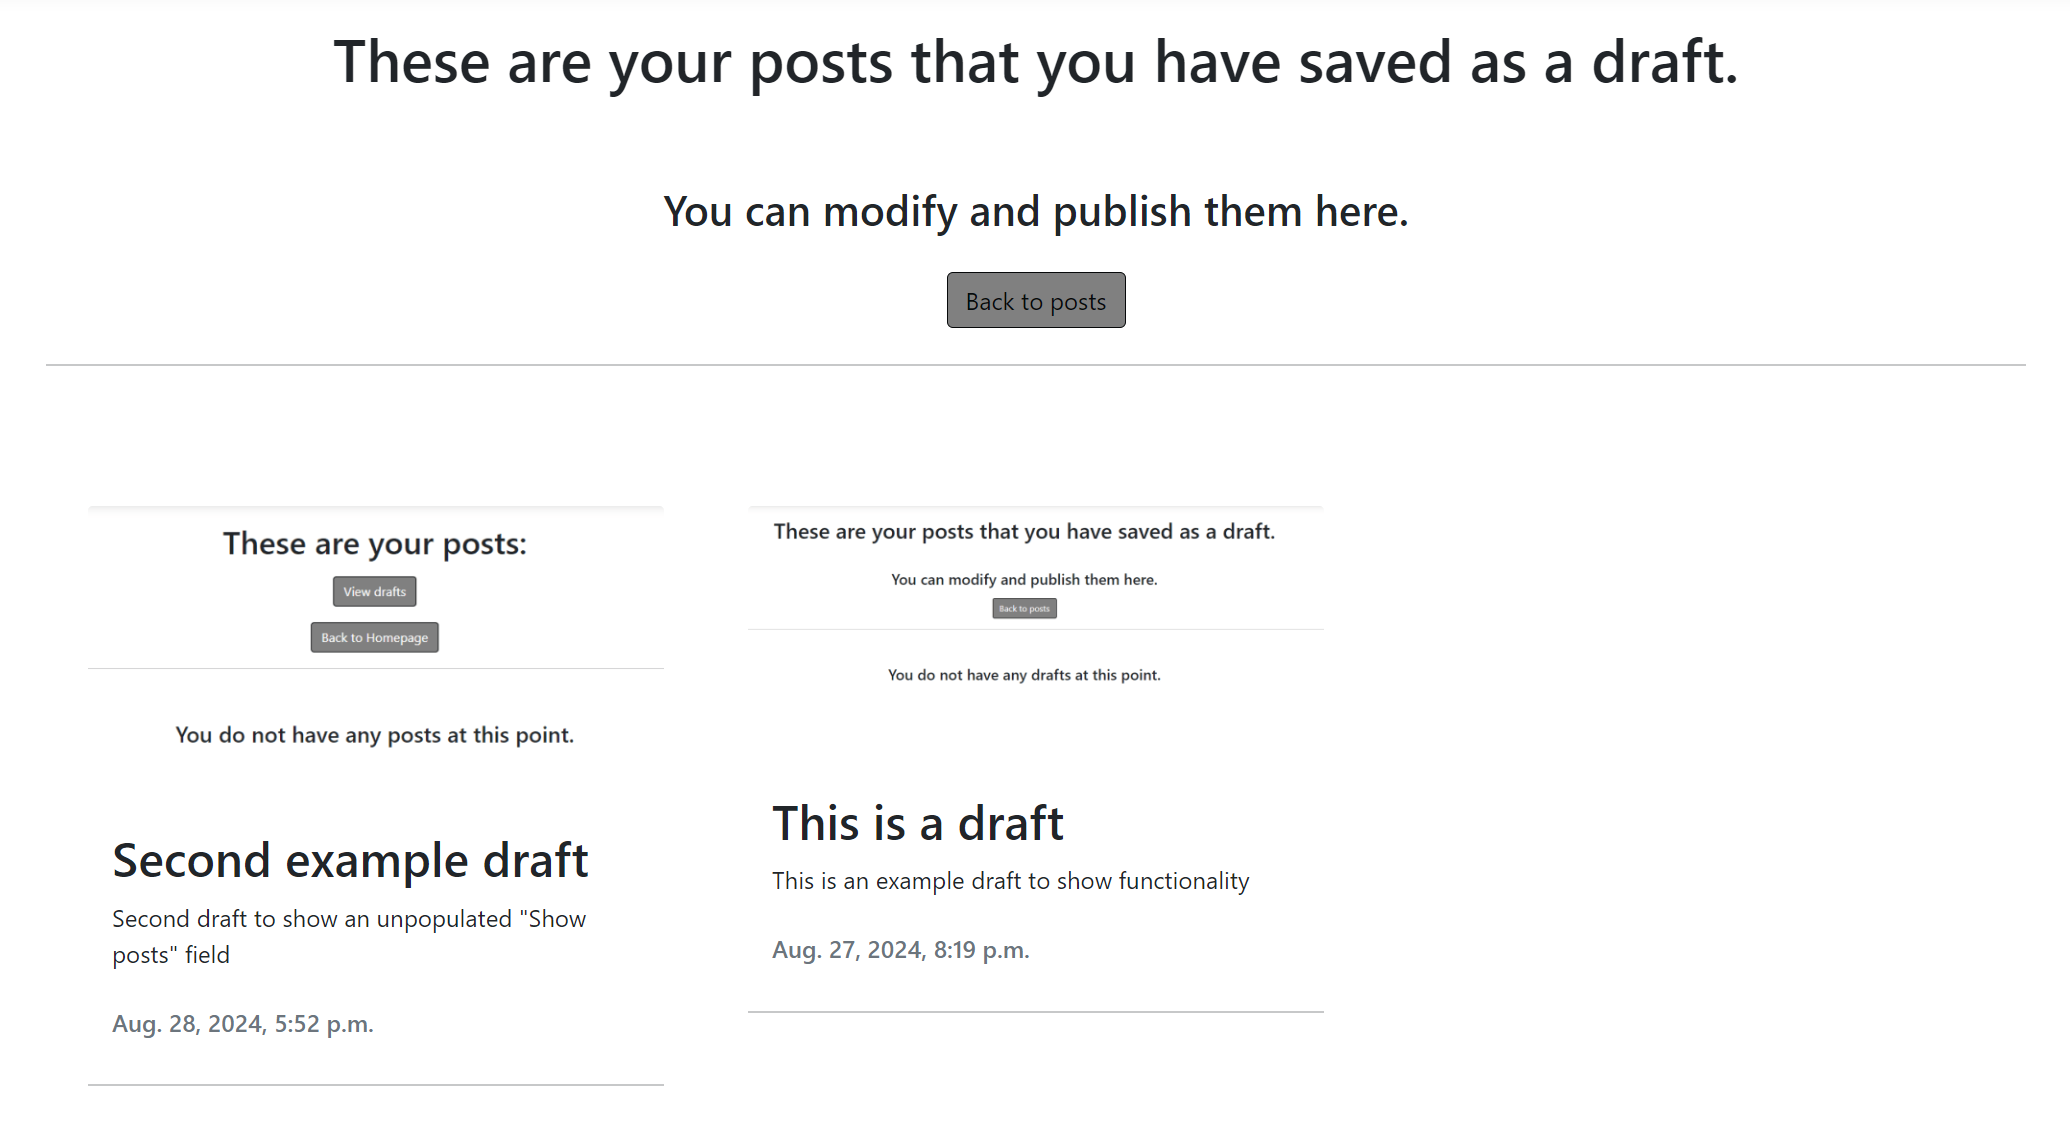 These are your posts that you have saved as a draft.
You can modify and publish them here.
Back to posts
These are your posts:
View drafts
Back to Homepage
You do not have any posts at this point.
Second example draft
Second draft to show an unpopulated "Show
posts" field
Aug. 28, 2024, 5:52 p.m.
These are your posts that you have saved as a draft.
You can modify and publish them here.
Back to posts
You do not have any drafts at this point.
This is a draft
This is an example draft to show functionality
Aug. 27, 2024, 8:19 p.m.